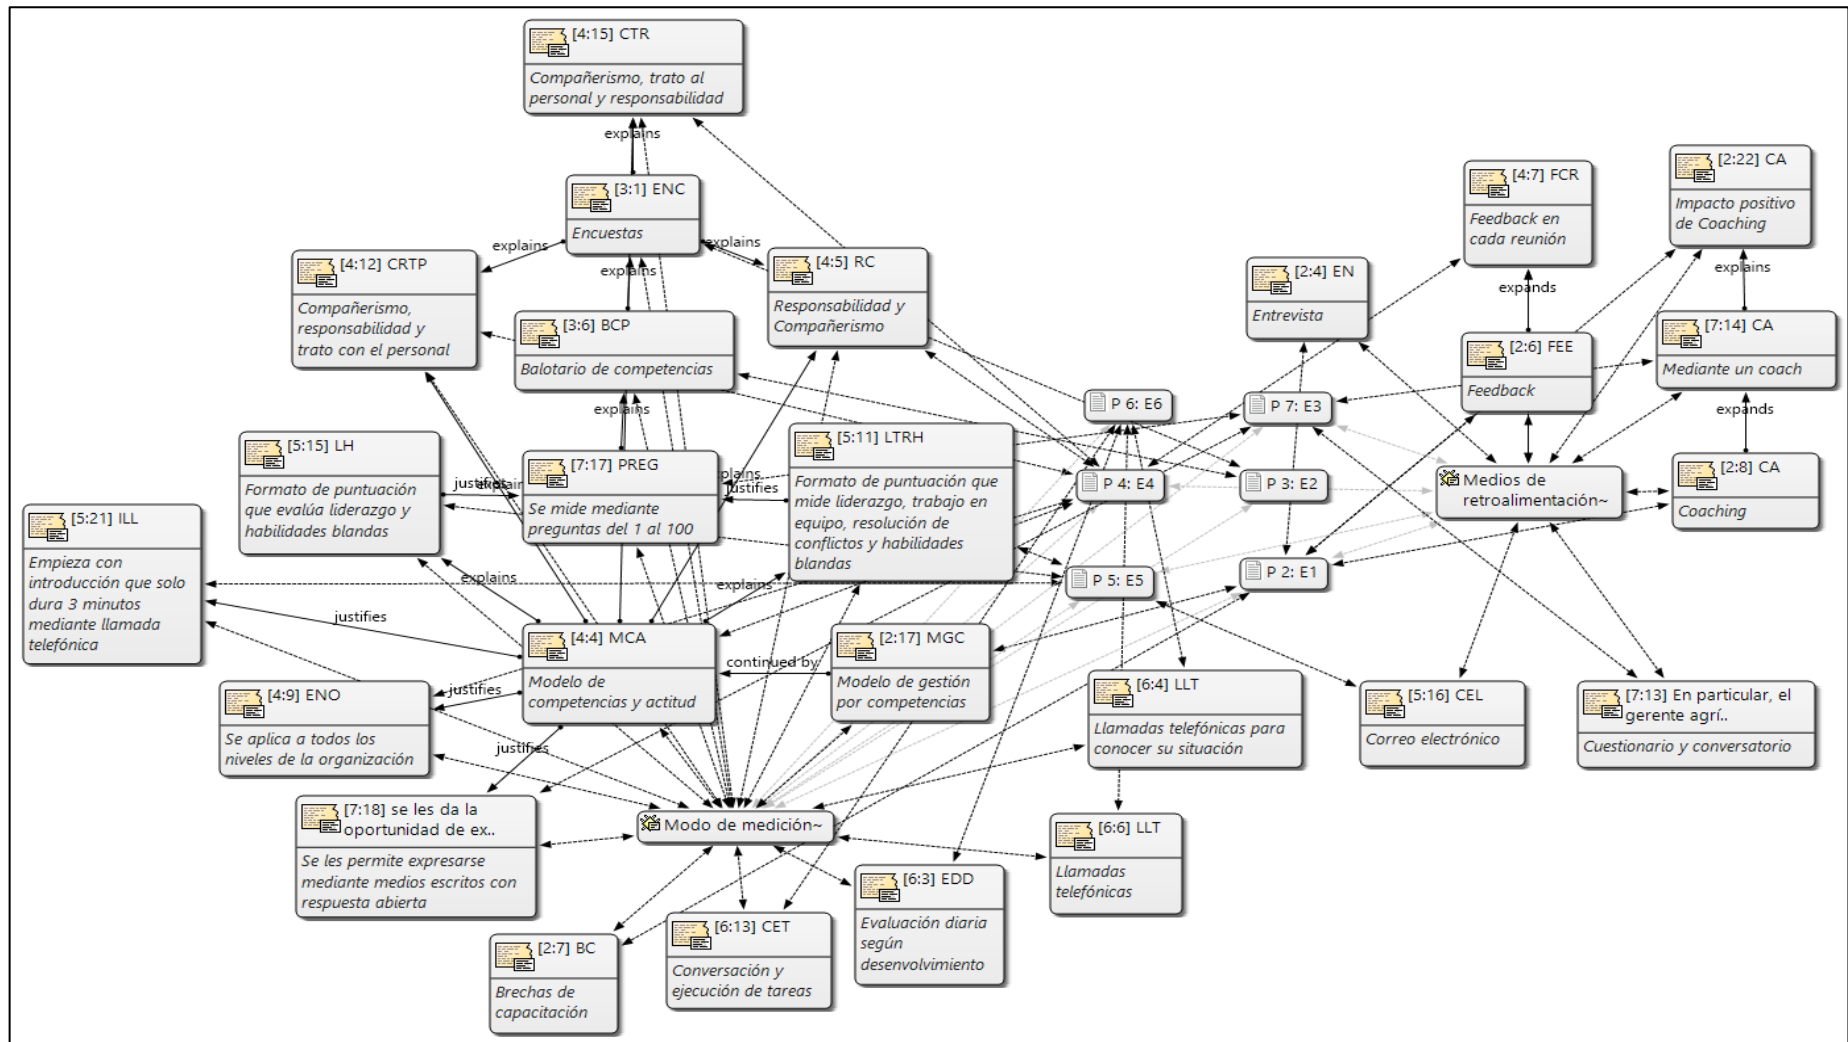 [4:15] CTR
Compañerismo, trato al
personal y responsabilidad
explains
[3:1] ENC
Encuestas
explains
explains
explains
[4:12] CRTP
Compañerismo,
responsabilidad y
trato con el personal
[4:5] RC
Responsabilidad y
Compañerismo
[3:6] BCP
Balotario de competencias
explains
[4:7] FCR
Feedback en
cada reunión
[2:22] CA
Impacto positivo
de Coaching
explains
expands
[2:4] EN
Entrevista
[2:6] FEE
Feedback
[7:14] CA
Mediante un coach
expands
P 6: E6
P 7: E3
P 4: E4
P 3: E2
P 5: E5
P 2: E1
[5:15] LH
Formato de puntuación
que evalúa liderazgo y
habilidades blandas
justifies
[7:17] PREG
Se mide mediante
preguntas del 1 al 100
justifies
[5:11] LTRH
Formato de puntuación que
mide liderazgo, trabajo en
equipo, resolución de
conflictos y habilidades
blandas
Medios de
retroalimentación~
[2:8] CA
Coaching
[5:21] ILL
Empieza con
introducción que solo
dura 3 minutos
mediante llamada
telefónica
explains
explains
justifies
[4:4] MCA
Modelo de
competencias y actitud
continued by
[2:17] MGC
Modelo de gestión
por competencias
[4:9] ENO
Se aplica a todos los
niveles de la organización
justifies
justifies
[6:4] LLT
Llamadas telefónicas para
conocer su situación
[5:16] CEL
Correo electrónico
[7:13] En particular, el
gerente agrí..
Cuestionario y conversatorio
[7:18] se les da la
oportunidad de ex..
Se les permite expresarse
mediante medios escritos con
respuesta abierta
Modo de medición~
[6:6] LLT
Llamadas
telefónicas
[6:3] EDD
Evaluación diaria
según
desenvolvimiento
[6:13] CET
Conversación y
ejecución de tareas
[2:7] BC
Brechas de
capacitación